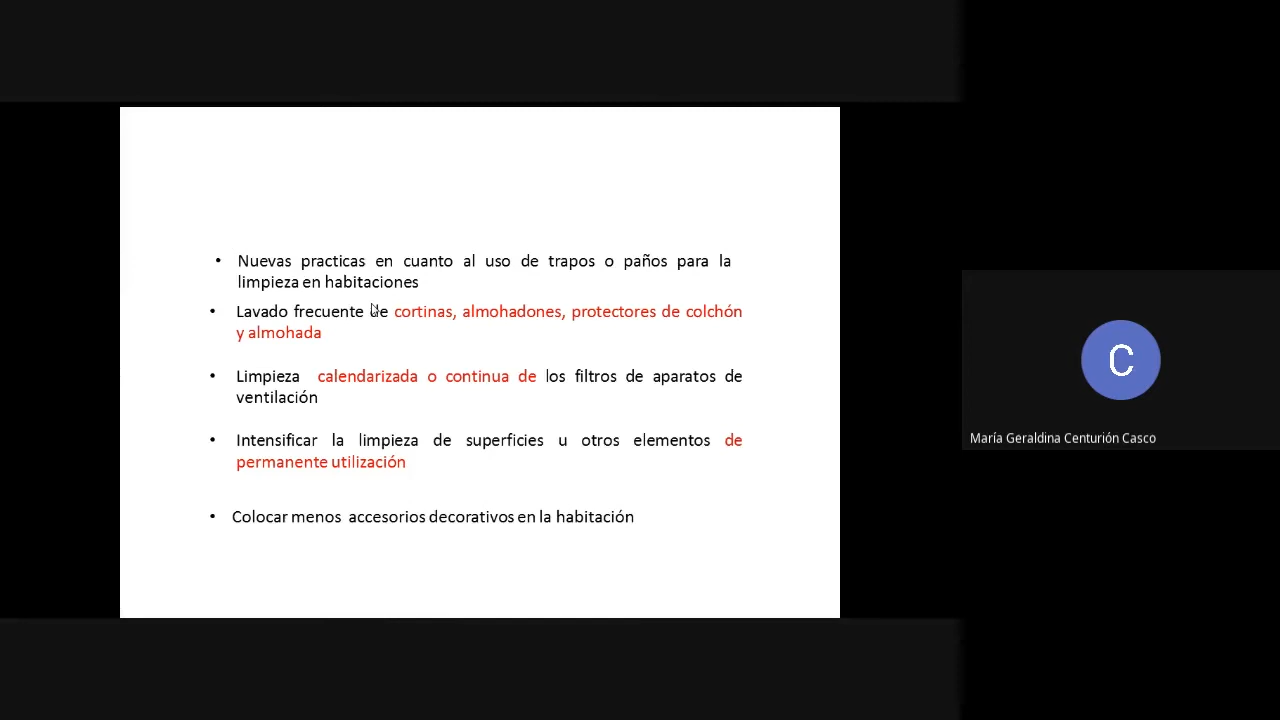 • Nuevas practicas en cuanto al uso de trapos o paños para la
limpieza en habitaciones
• Lavado frecuente de cortinas, almohadones, protectores de colchón
y almohada
• Limpieza calendarizada o continua de los filtros de aparatos de
ventilación
• Intensificar la limpieza de superficies u otros elementos de
permanente utilización
• Colocar menos accesorios decorativos en la habitación
C
María Geraldina Centurión Casco